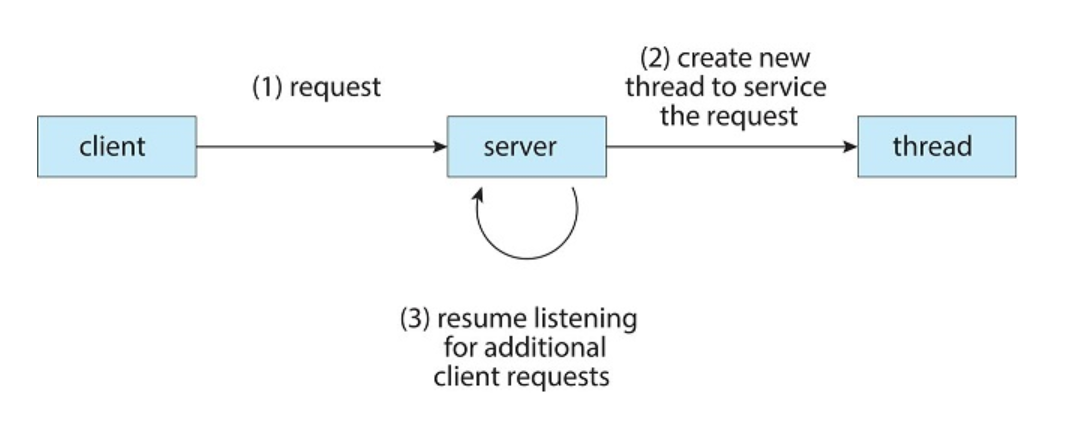 (1) request
(2) create new
thread to service
the request
client
server
thread
(3) resume listening
for additional
client requests